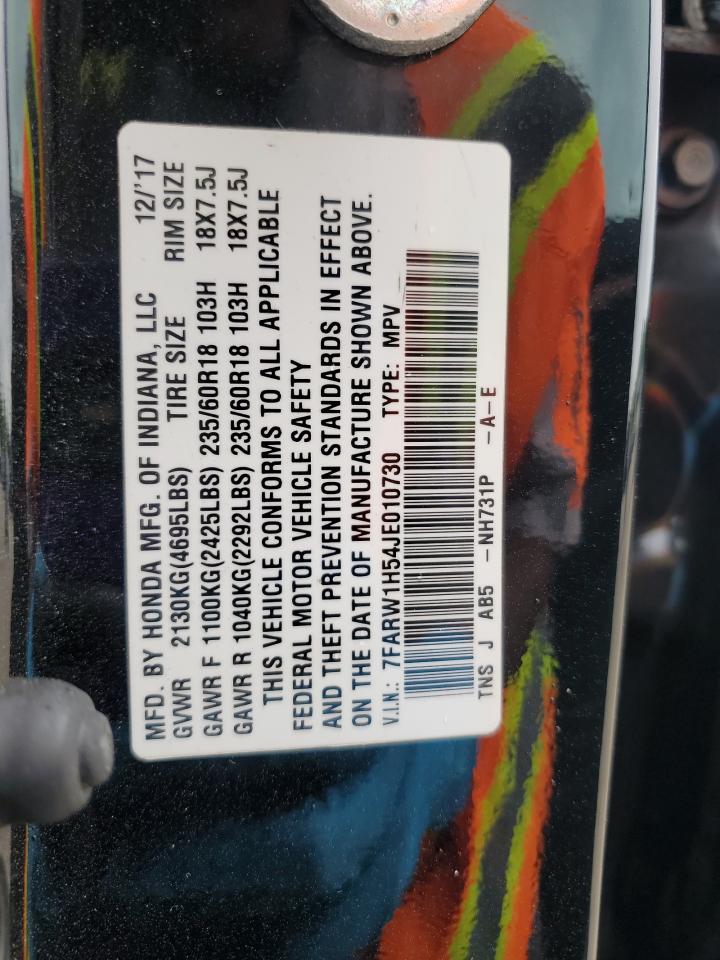 MFD. BY HONDA MFG. OF INDIANA, LLC 12/'17
GVWR 2130KG(4695LBS) TIRE SIZE RIM SIZE
GAWR F 1100KG(2425LBS) 235/60R18 103H 18X7.5J
GAWR R 1040KG(2292LBS) 235/60R18 103H 18X7.5J
THIS VEHICLE CONFORMS TO ALL APPLICABLE
FEDERAL MOTOR VEHICLE SAFETY
AND THEFT PREVENTION STANDARDS IN EFFECT
ON THE DATE OF MANUFACTURE SHOWN ABOVE.
V.I.N.: 7FARW1H54JE010730 TYPE: MPV
TNS J AB5 -NH731P -A-E